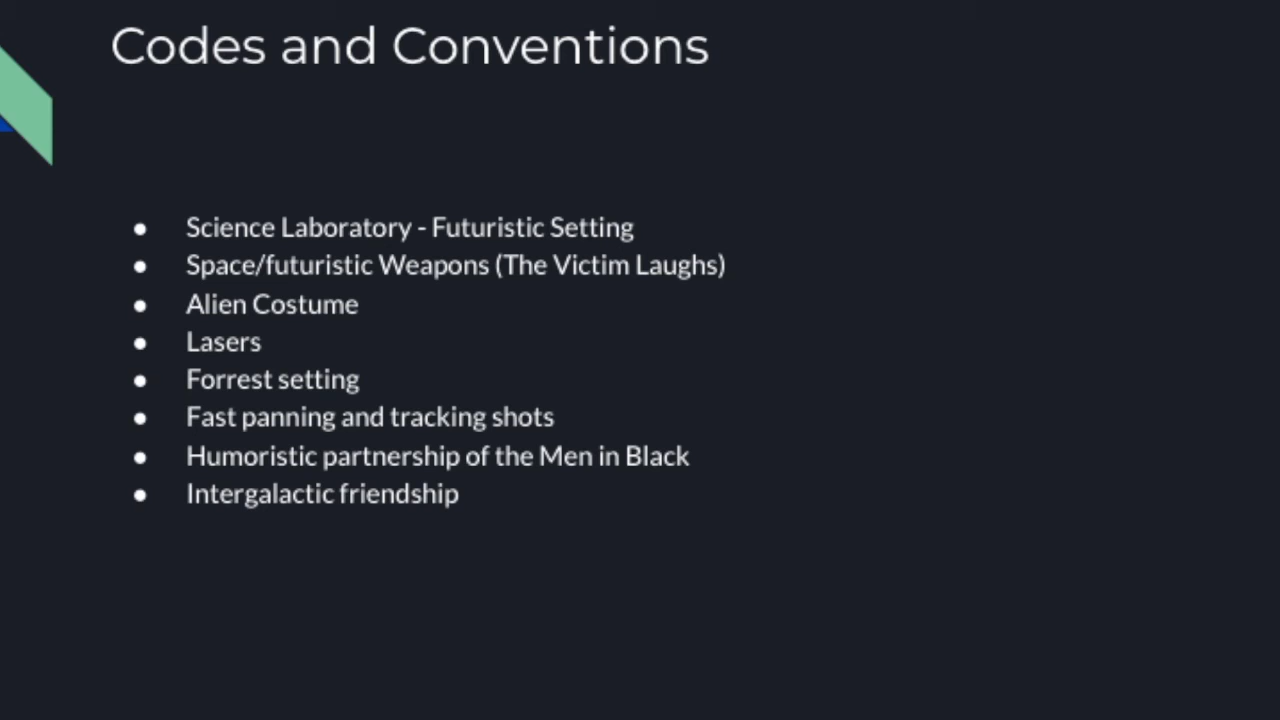 Codes and Conventions
● Science Laboratory - Futuristic Setting
● Space/futuristic Weapons (The Victim Laughs)
● Alien Costume
● Lasers
● Forrest setting
● Fast panning and tracking shots
● Humoristic partnership of the Men in Black
● Intergalactic friendship